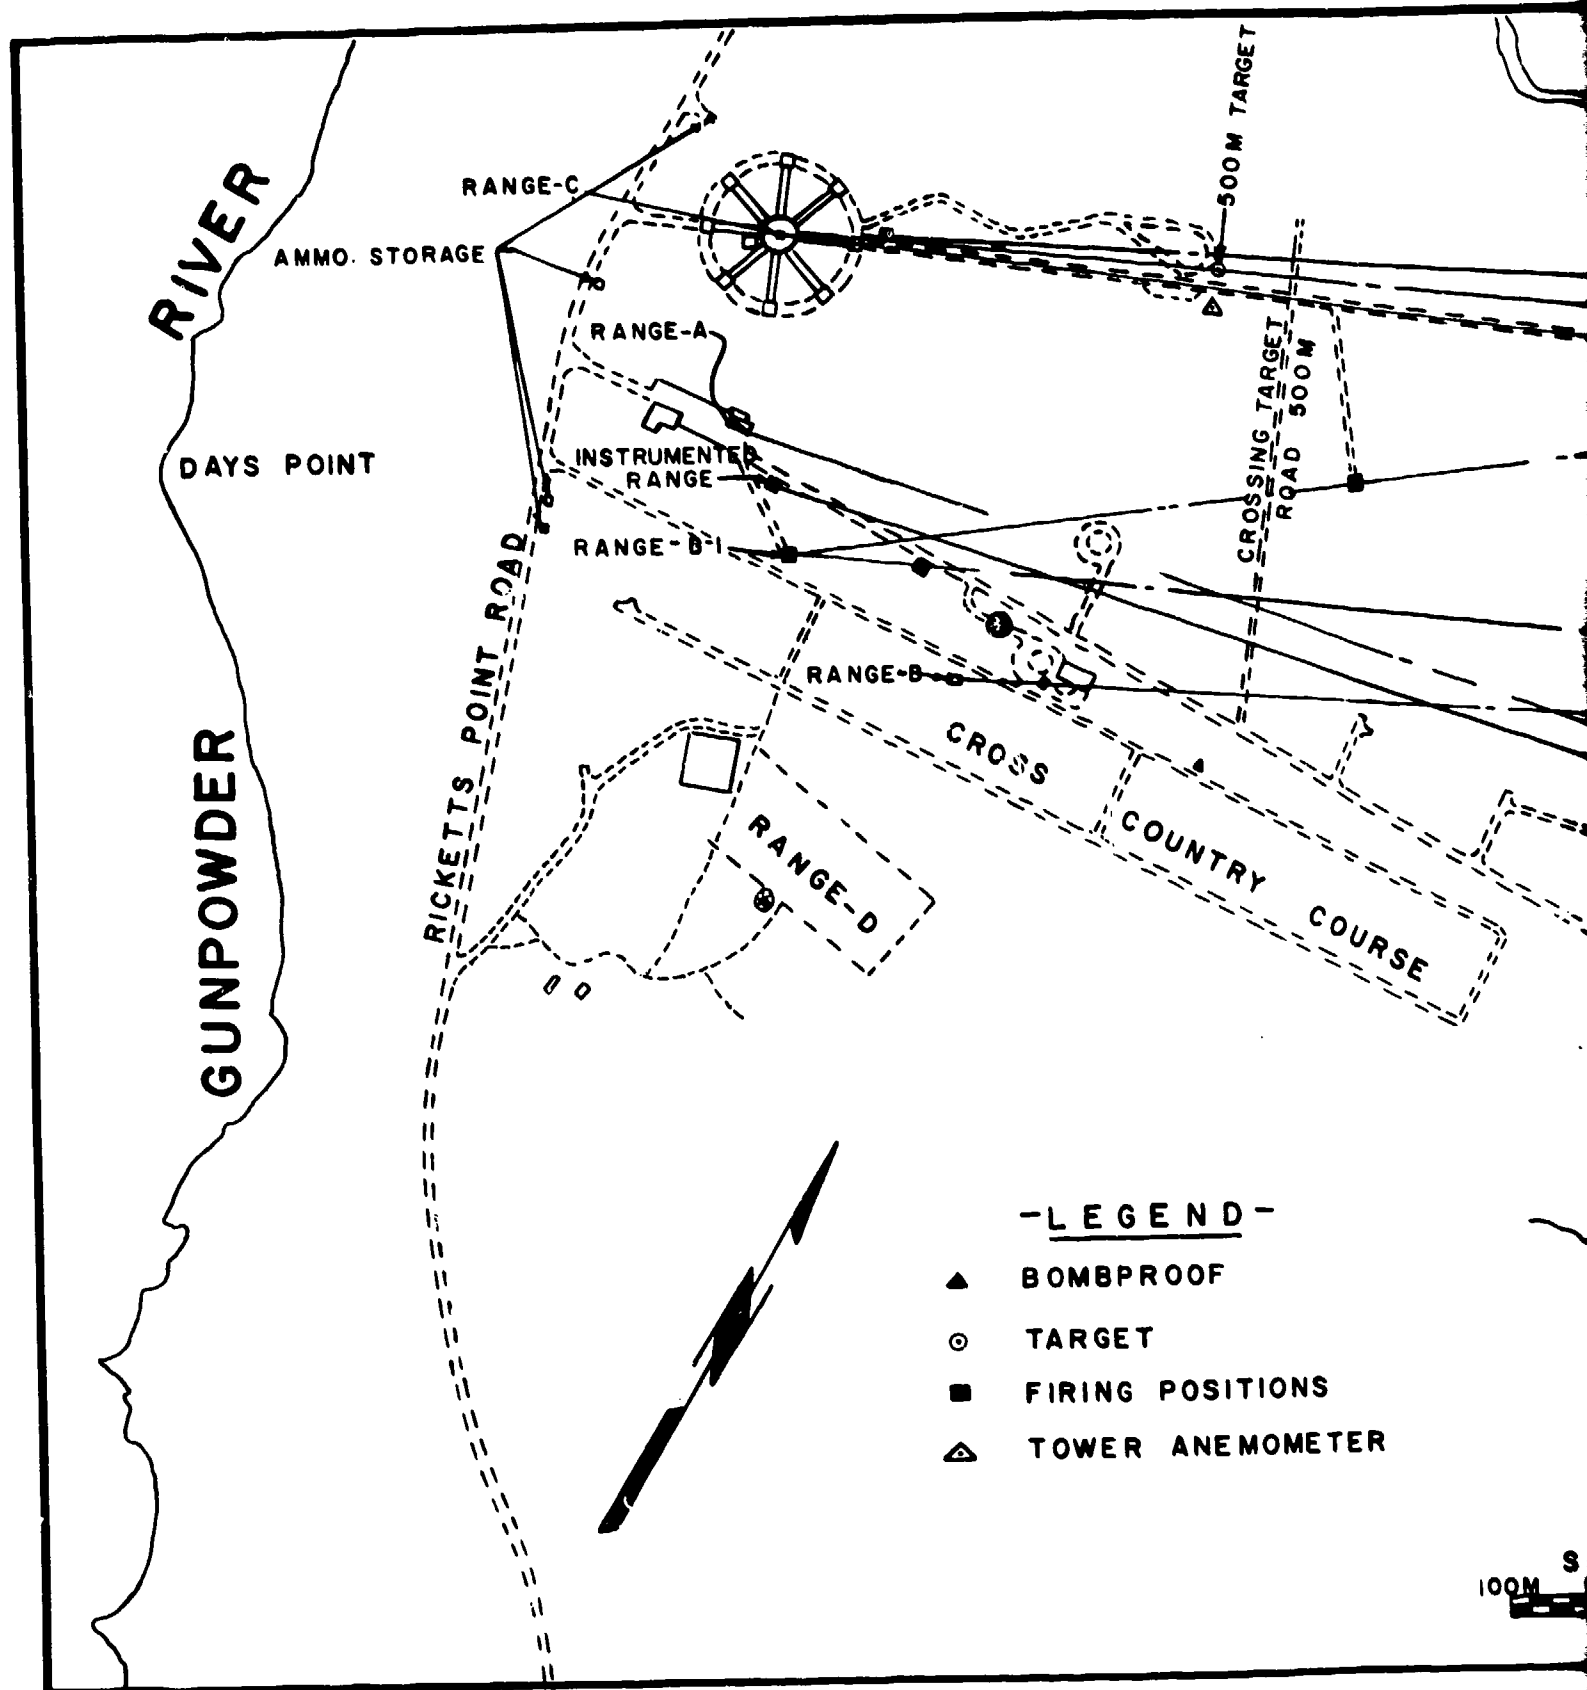 500M TARGET
RANGE-C
RIVER
AMMO. STORAGE
RANGE-A
CROSSING TARGET
ROAD 500M
DAYS POINT
INSTRUMENTED
RANGE
RANGE-B-1
RANGE-B
RICKETTS POINT ROAD
GUNPOWDER
CROSS
COUNTRY
COURSE
RANGE-D
-LEGEND-
BOMBPROOF
TARGET
FIRING POSITIONS
TOWER ANEMOMETER
S
100M